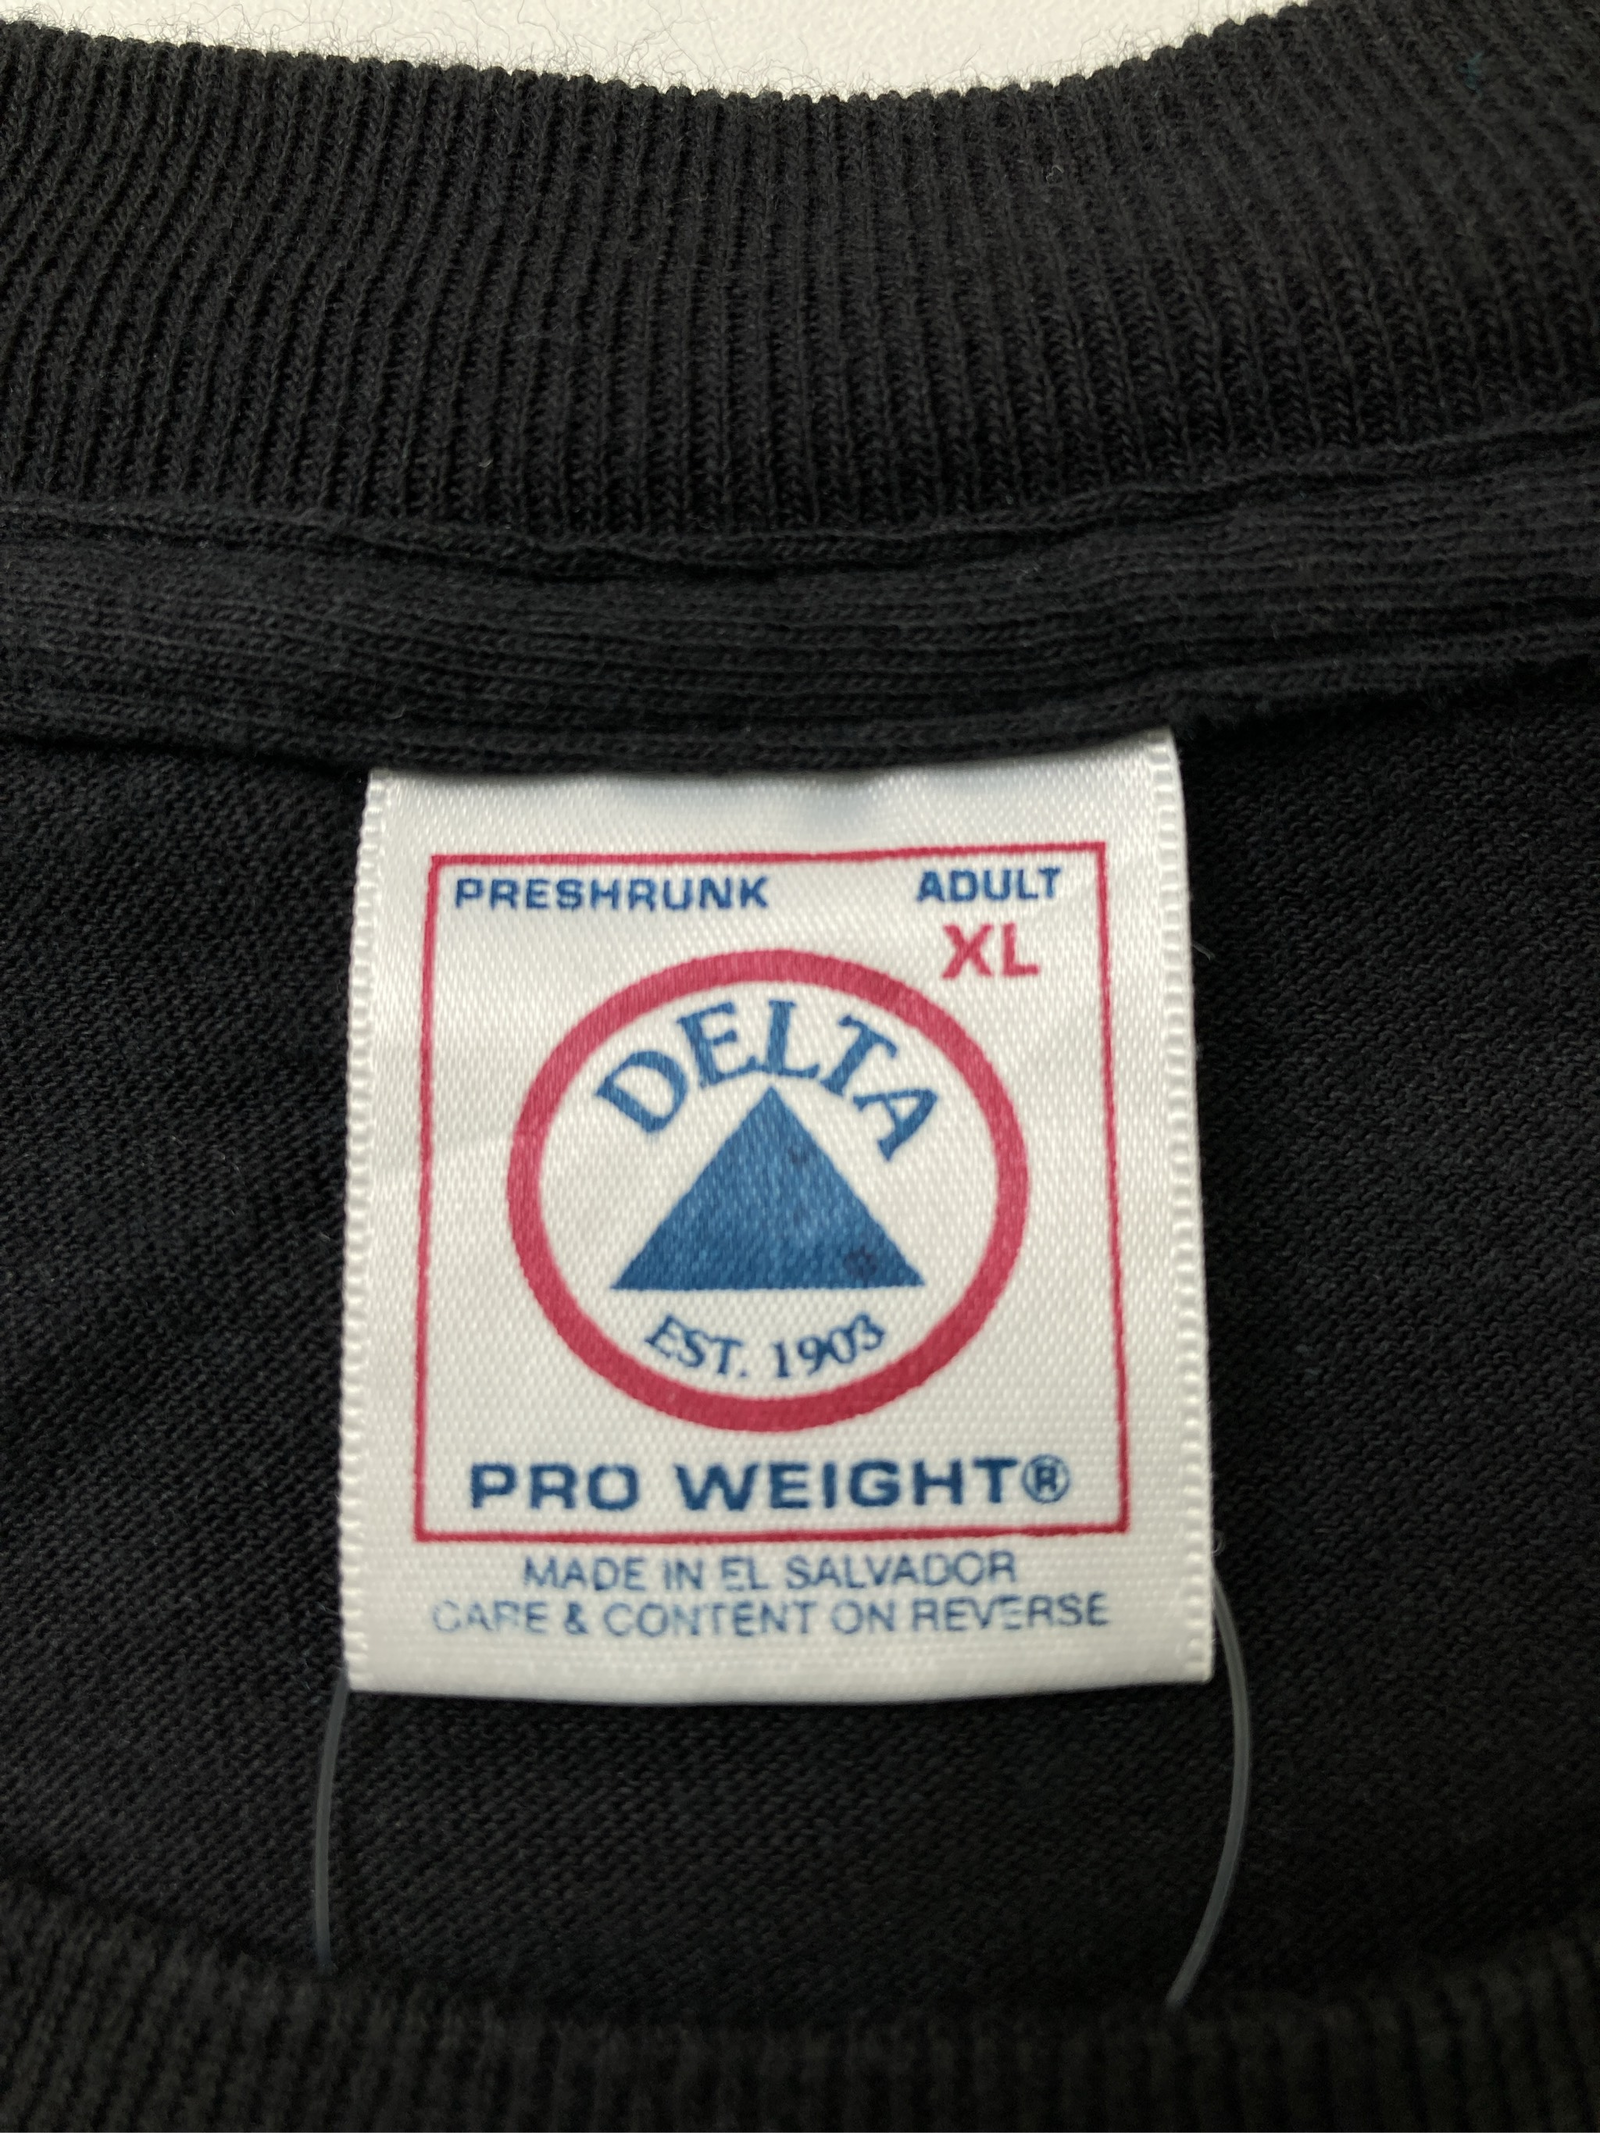 PRESHRUNK ADULT
XL
DELTA
EST. 1903
PRO WEIGHT®
MADE IN EL SALVADOR
CARE & CONTENT ON REVERSE